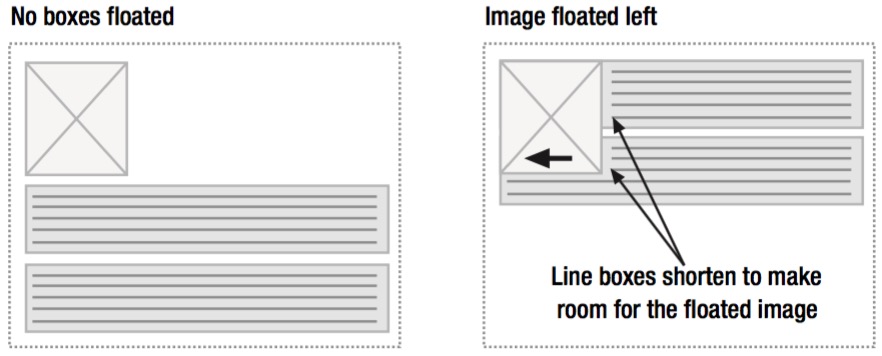 No boxes floated
Image floated left
Line boxes shorten to make
room for the floated image